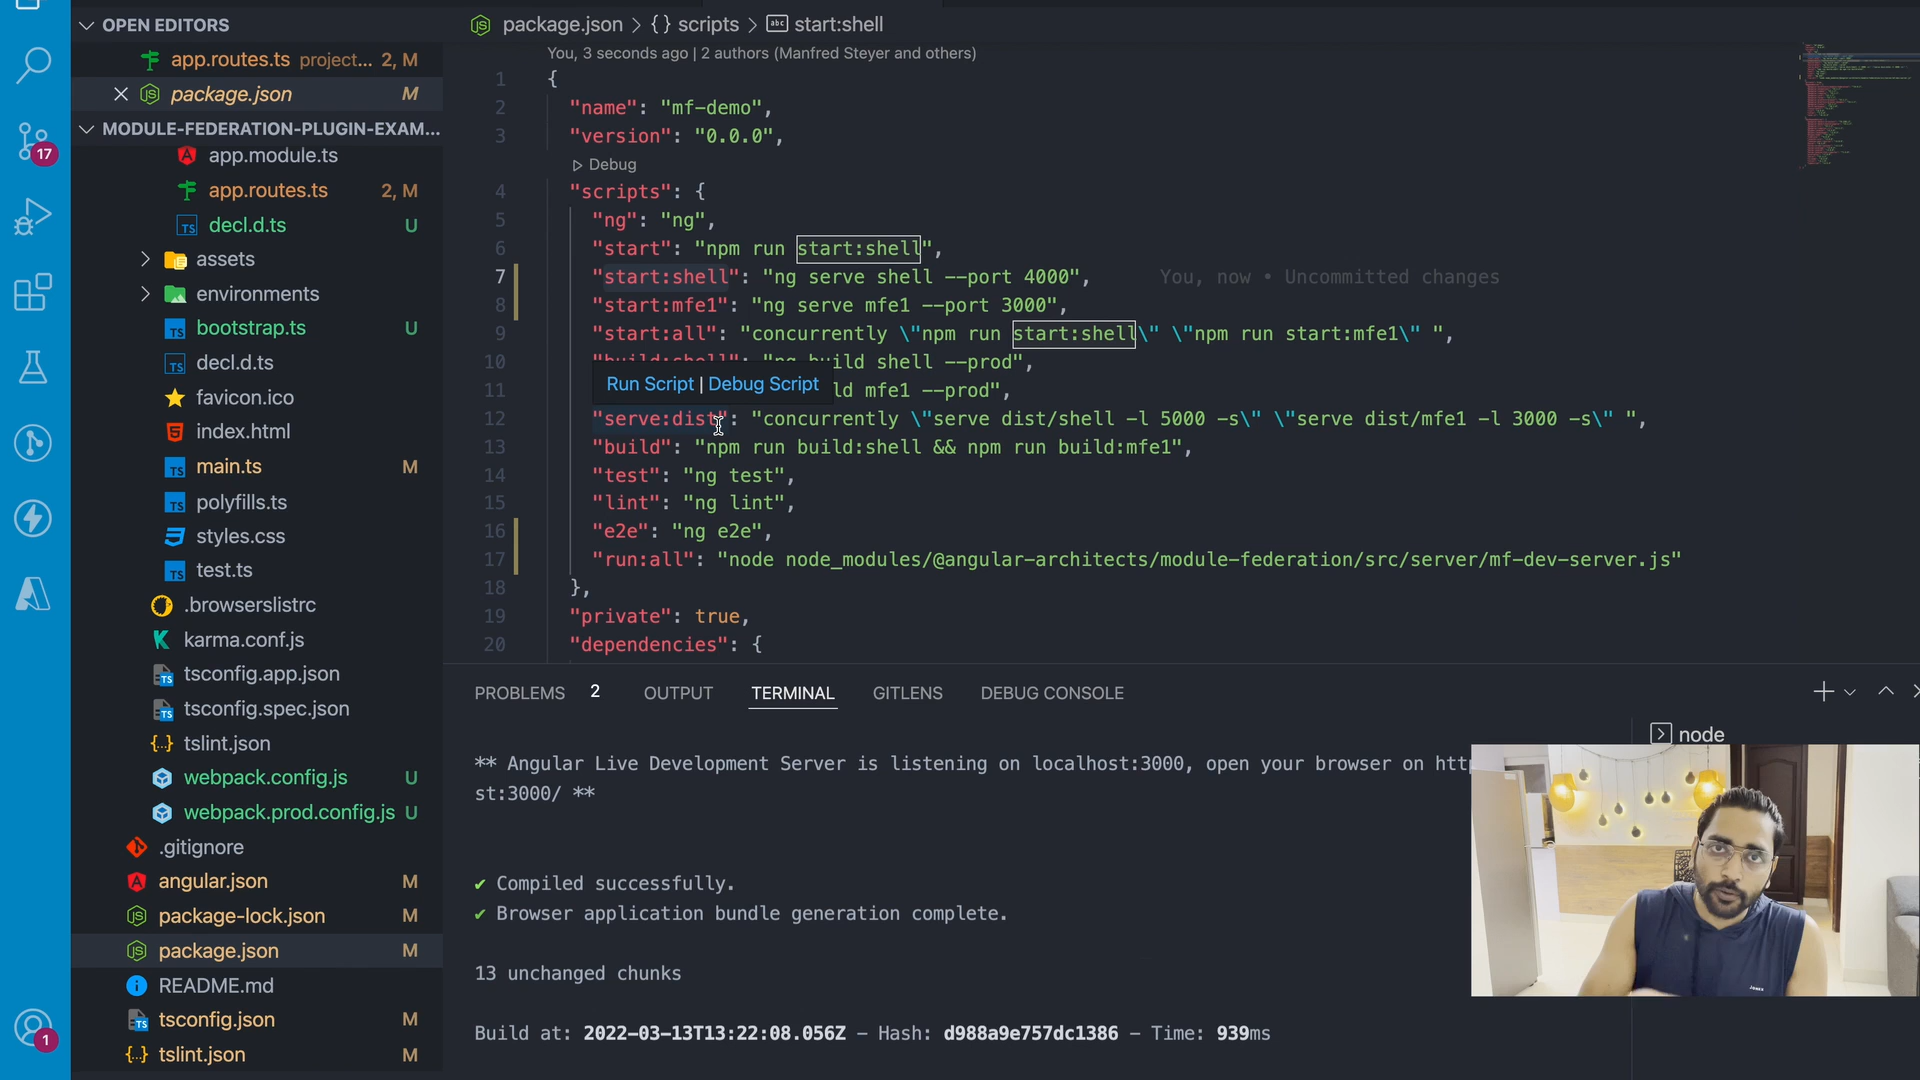 OPEN EDITORS
app.routes.ts project... 2, M
package.json M
MODULE-FEDERATION-PLUGIN-EXAM...
app.module.ts
app.routes.ts 2, M
decl.d.ts U
assets
environments
bootstrap.ts U
decl.d.ts
favicon.ico
index.html
main.ts M
polyfills.ts
styles.css
test.ts
.browserslistrc
karma.conf.js
tsconfig.app.json
tsconfig.spec.json
tslint.json
webpack.config.js U
webpack.prod.config.js U
.gitignore
angular.json M
package-lock.json M
package.json M
README.md
tsconfig.json M
tslint.json M
17
1
package.json > {} scripts > abc start:shell
You, 3 seconds ago | 2 authors (Manfred Steyer and others)
1 {
2 "name": "mf-demo",
3 "version": "0.0.0",
Debug
4 "scripts": {
5 "ng": "ng",
6 "start": "npm run start:shell",
7 "start:shell": "ng serve shell --port 4000", You, now • Uncommitted changes
8 "start:mfe1": "ng serve mfe1 --port 3000",
9 "start:all": "concurrently \"npm run start:shell\" \"npm run start:mfe1\" ",
10 "build:shell": "ng build shell --prod",
Run Script | Debug Script
11 ld mfe1 --prod",
12 "serve:dist": "concurrently \"serve dist/shell -l 5000 -s\" \"serve dist/mfe1 -l 3000 -s\" ",
13 "build": "npm run build:shell && npm run build:mfe1",
14 "test": "ng test",
15 "lint": "ng lint",
16 "e2e": "ng e2e",
17 "run:all": "node node_modules/@angular-architects/module-federation/src/server/mf-dev-server.js"
18 },
19 "private": true,
20 "dependencies": {
PROBLEMS 2 OUTPUT TERMINAL GITLENS DEBUG CONSOLE
node
** Angular Live Development Server is listening on localhost:3000, open your browser on htt
st:3000/ **
✔ Compiled successfully.
✔ Browser application bundle generation complete.
13 unchanged chunks
Build at: 2022-03-13T13:22:08.056Z - Hash: d988a9e757dc1386 - Time: 939ms